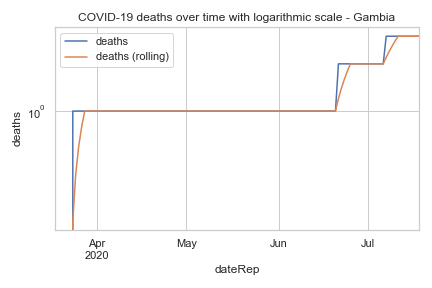 COVID-19 deaths over time with logarithmic scale - Gambia
deaths
deaths (rolling)
deaths
10⁰
Apr
2020
May
Jun
Jul
dateRep